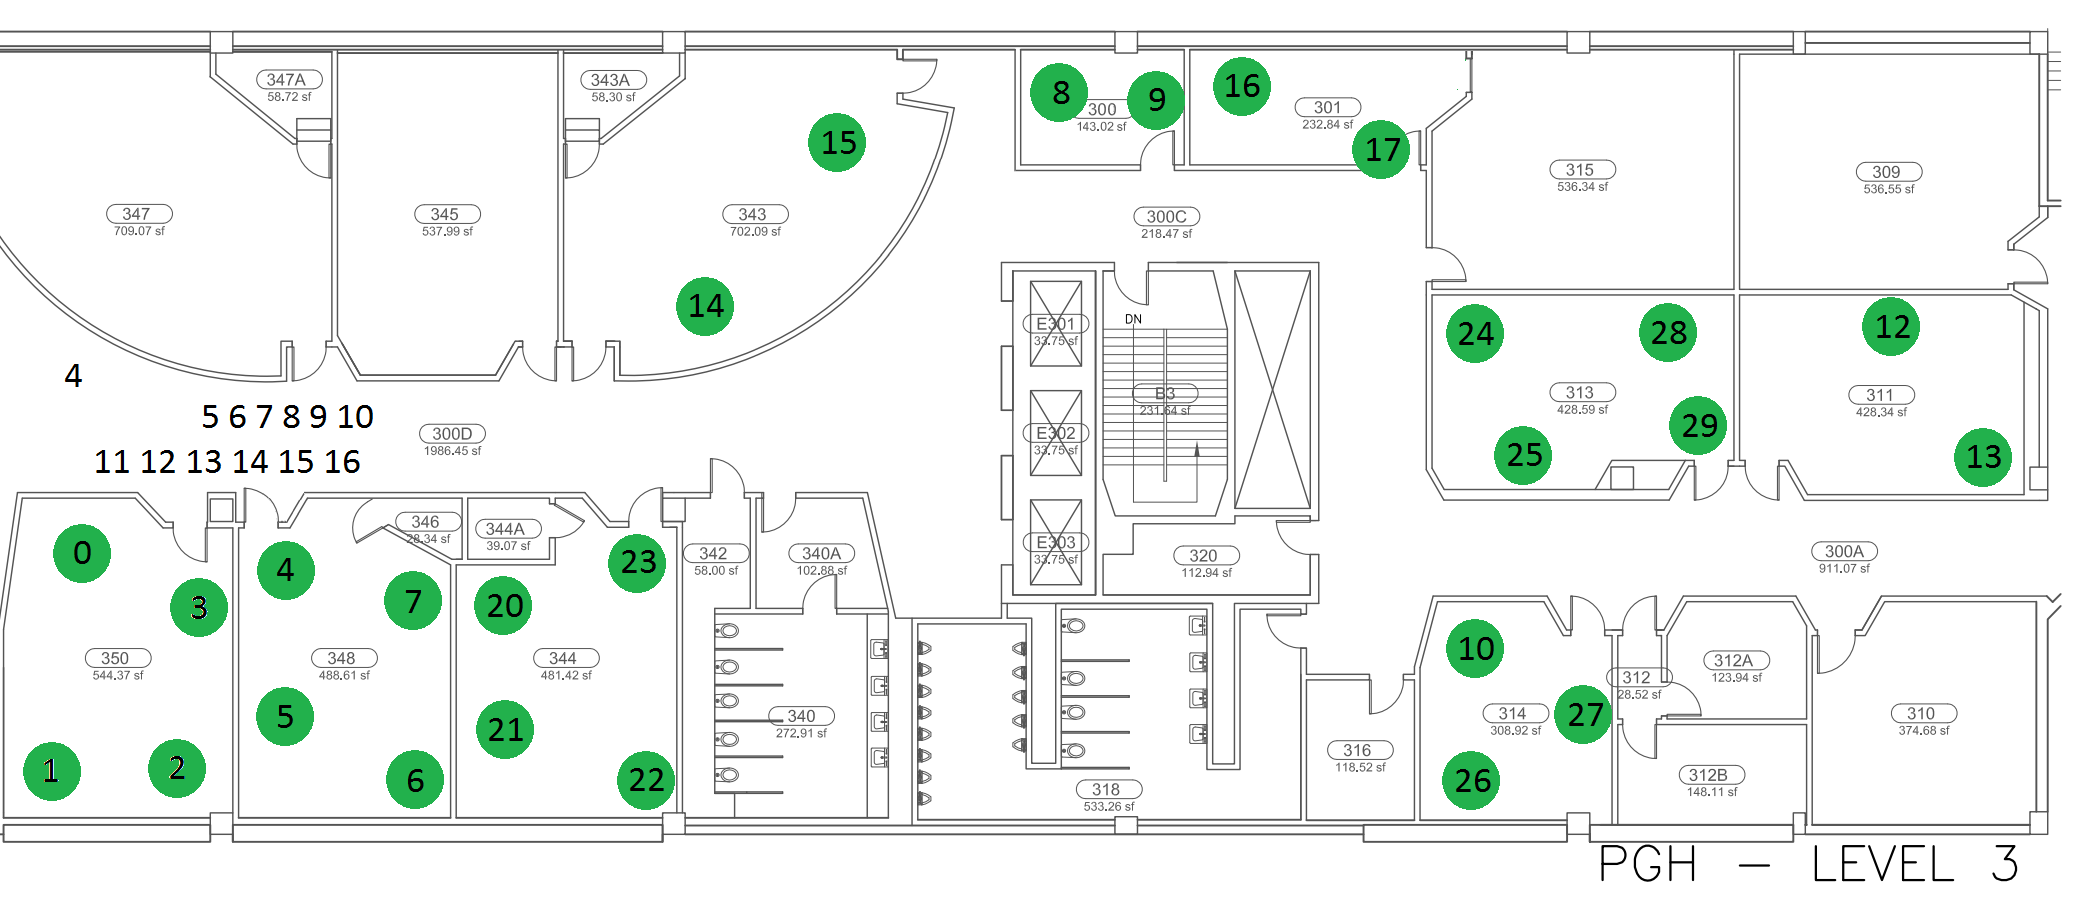 347A
58.72 sf
343A
58.30 sf
8
9
300
143.02 sf
16
301
232.84 sf
17
15
315
536.34 sf
309
536.55 sf
347
709.07 sf
345
537.99 sf
343
702.09 sf
300C
218.47 sf
14
E301
33.75 sf
DN
24
28
12
4
313
428.59 sf
311
428.34 sf
B3
231.64 sf
5 6 7 8 9 10
300D
1986.45 sf
E302
33.75 sf
29
25
13
11 12 13 14 15 16
346
28.34 sf
344A
39.07 sf
0
4
23
342
58.00 sf
340A
102.88 sf
E303
33.75 sf
320
112.94 sf
300A
911.07 sf
3
7
20
350
544.37 sf
348
488.61 sf
344
481.42 sf
10
312A
123.94 sf
312
28.52 sf
5
21
340
272.91 sf
314
308.92 sf
27
310
374.68 sf
316
118.52 sf
1
2
6
22
318
533.26 sf
26
312B
148.11 sf
PGH - LEVEL 3